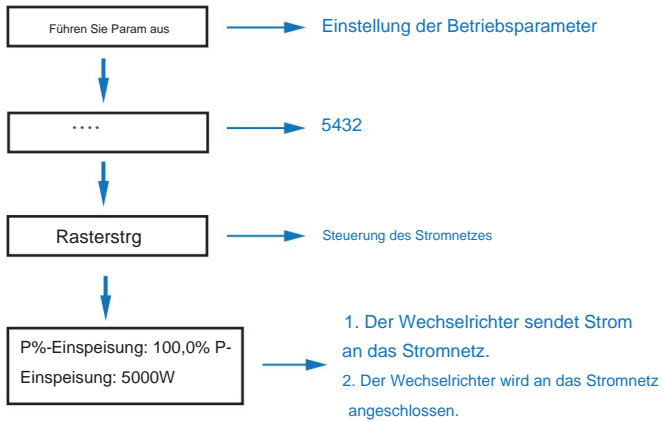 Führen Sie Param aus
Einstellung der Betriebsparameter
****
5432
Rasterstrg
Steuerung des Stromnetzes
P%-Einspeisung: 100,0% P-
Einspeisung: 5000W
1. Der Wechselrichter sendet Strom
an das Stromnetz.
2. Der Wechselrichter wird an das Stromnetz
angeschlossen.